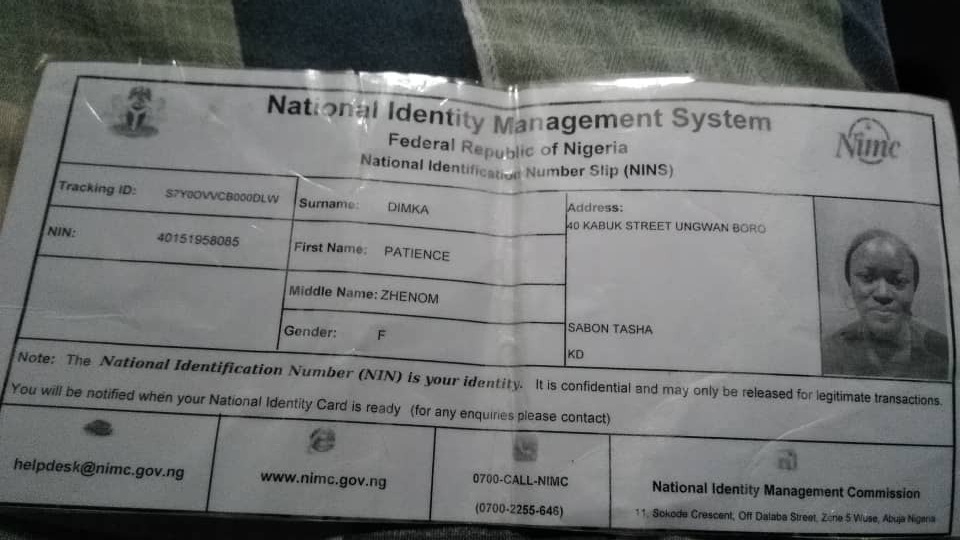 National Identity Management System
Federal Republic of Nigeria
National Identification Number Slip (NINS)
Nimc
Tracking ID: S7Y0OVVCB000DLW
NIN: 40151958085
Surname: DIMKA
First Name: PATIENCE
Middle Name: ZHENOM
Gender: F
Address:
40 KABUK STREET UNGWAN BORO
SABON TASHA
KD
Note: The National Identification Number (NIN) is your identity. It is confidential and may only be released for legitimate transactions.
You will be notified when your National Identity Card is ready (for any enquiries please contact)
helpdesk@nimc.gov.ng
www.nimc.gov.ng
0700-CALL-NIMC
(0700-2255-646)
National Identity Management Commission
11, Sokode Crescent, Off Dalaba Street, Zone 5 Wuse, Abuja Nigeria